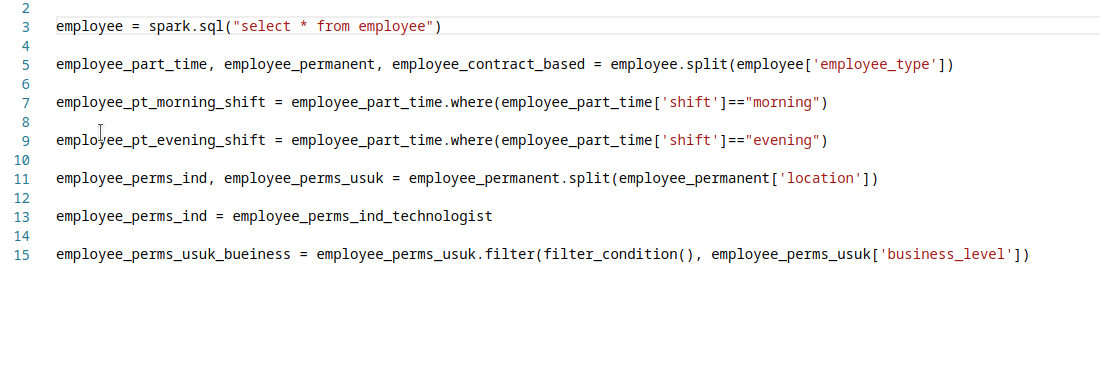 2
3 employee = spark.sql("select * from employee")
4
5 employee_part_time, employee_permanent, employee_contract_based = employee.split(employee['employee_type'])
6
7 employee_pt_morning_shift = employee_part_time.where(employee_part_time['shift']=="morning")
8
9 employee_pt_evening_shift = employee_part_time.where(employee_part_time['shift']=="evening")
10
11 employee_perms_ind, employee_perms_usuk = employee_permanent.split(employee_permanent['location'])
12
13 employee_perms_ind = employee_perms_ind_technologist
14
15 employee_perms_usuk_bueiness = employee_perms_usuk.filter(filter_condition(), employee_perms_usuk['business_level'])